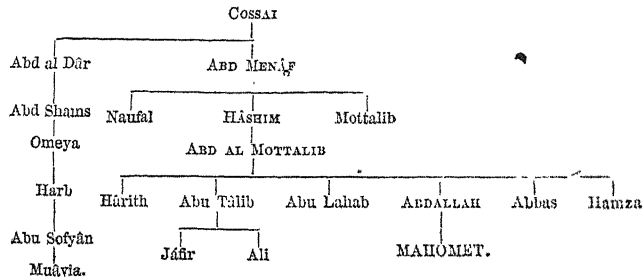 COSSAI
Abd al Dâr ABD MENÂF
Abd Shams Naufal HÂSHIM Mottalib
Omeya ABD AL MOTTALIB
Harb Hârith Abu Tâlib Abu Lahab ABDALLAH Abbas Hamza
Abu Sofyân Jáfir Ali MAHOMET.
Muâvia.